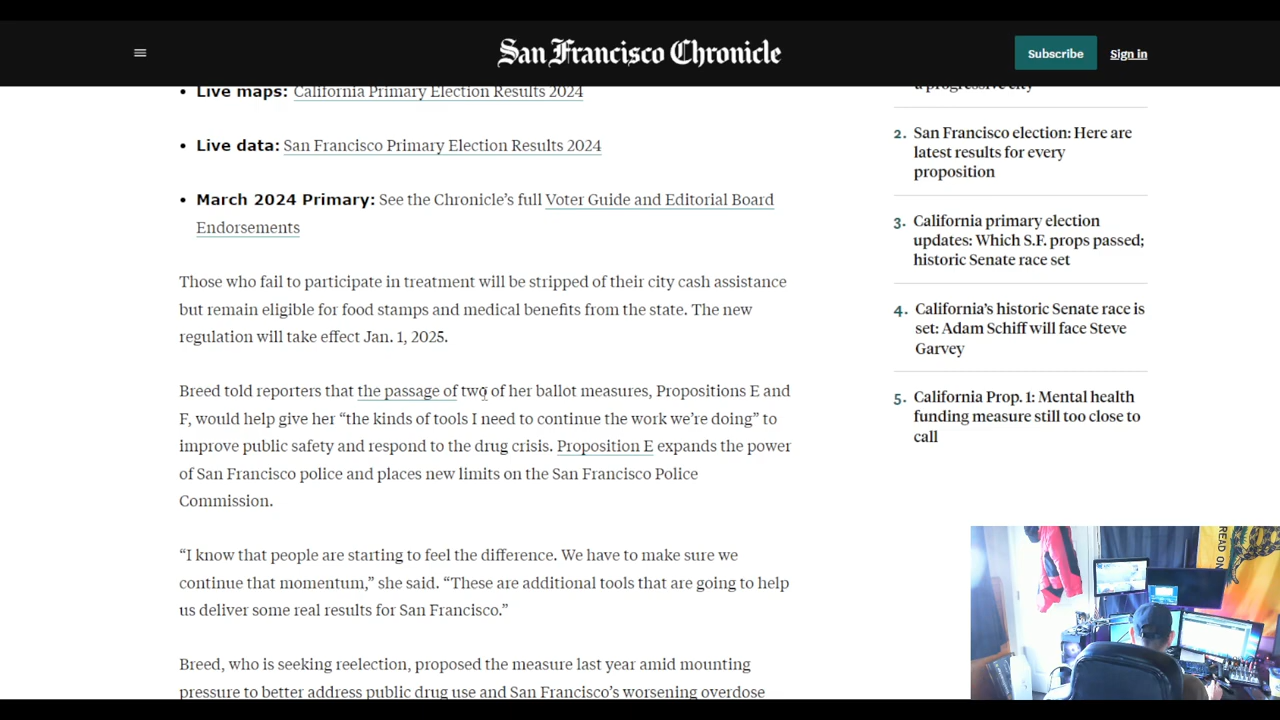 San Francisco Chronicle
Subscribe
Sign in
• Live maps: California Primary Election Results 2024
• Live data: San Francisco Primary Election Results 2024
• March 2024 Primary: See the Chronicle’s full Voter Guide and Editorial Board
Endorsements
Those who fail to participate in treatment will be stripped of their city cash assistance
but remain eligible for food stamps and medical benefits from the state. The new
regulation will take effect Jan. 1, 2025.
Breed told reporters that the passage of two of her ballot measures, Propositions E and
F, would help give her “the kinds of tools I need to continue the work we’re doing” to
improve public safety and respond to the drug crisis. Proposition E expands the power
of San Francisco police and places new limits on the San Francisco Police
Commission.
“I know that people are starting to feel the difference. We have to make sure we
continue that momentum,” she said. “These are additional tools that are going to help
us deliver some real results for San Francisco.”
Breed, who is seeking reelection, proposed the measure last year amid mounting
pressure to better address public drug use and San Francisco’s worsening overdose
a progressive city
2. San Francisco election: Here are
latest results for every
proposition
3. California primary election
updates: Which S.F. props passed;
historic Senate race set
4. California’s historic Senate race is
set: Adam Schiff will face Steve
Garvey
5. California Prop. 1: Mental health
funding measure still too close to
call
READ ON